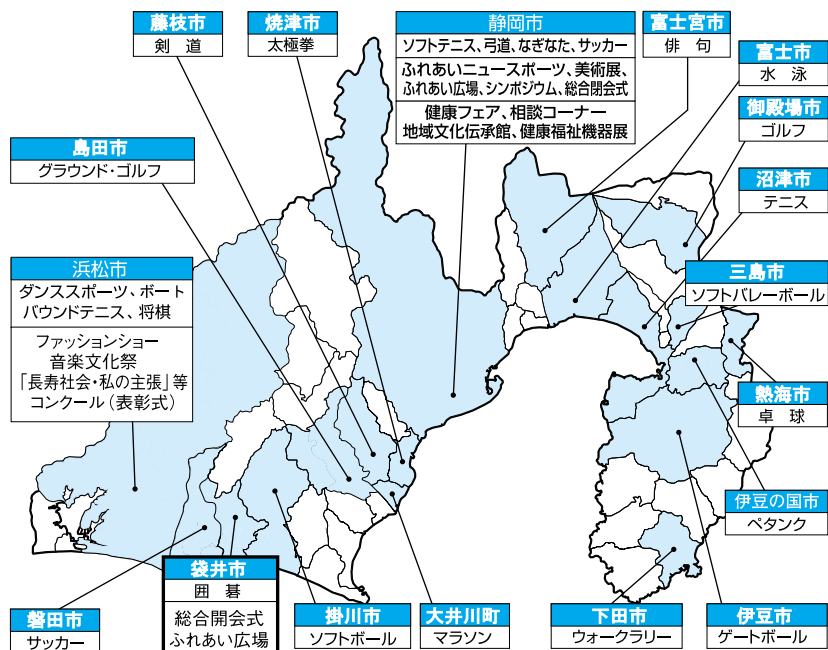 藤枝市
剣 道
焼津市
太極拳
静岡市
ソフトテニス、弓道、なぎなた、サッカー
ふれあいニュースポーツ、美術展、
ふれあい広場、シンポジウム、総合閉会式
健康フェア、相談コーナー
地域文化伝承館、健康福祉機器展
富士宮市
俳 句
富士市
水 泳
御殿場市
ゴルフ
沼津市
テニス
三島市
ソフトバレーボール
熱海市
卓 球
伊豆の国市
ペタンク
島田市
グラウンド・ゴルフ
浜松市
ダンススポーツ、ボート
バウンドテニス、将棋
ファッションショー
音楽文化祭
「長寿社会・私の主張」等
コンクール(表彰式)
磐田市
サッカー
袋井市
囲 碁
総合開会式
ふれあい広場
掛川市
ソフトボール
大井川町
マラソン
下田市
ウォークラリー
伊豆市
ゲートボール